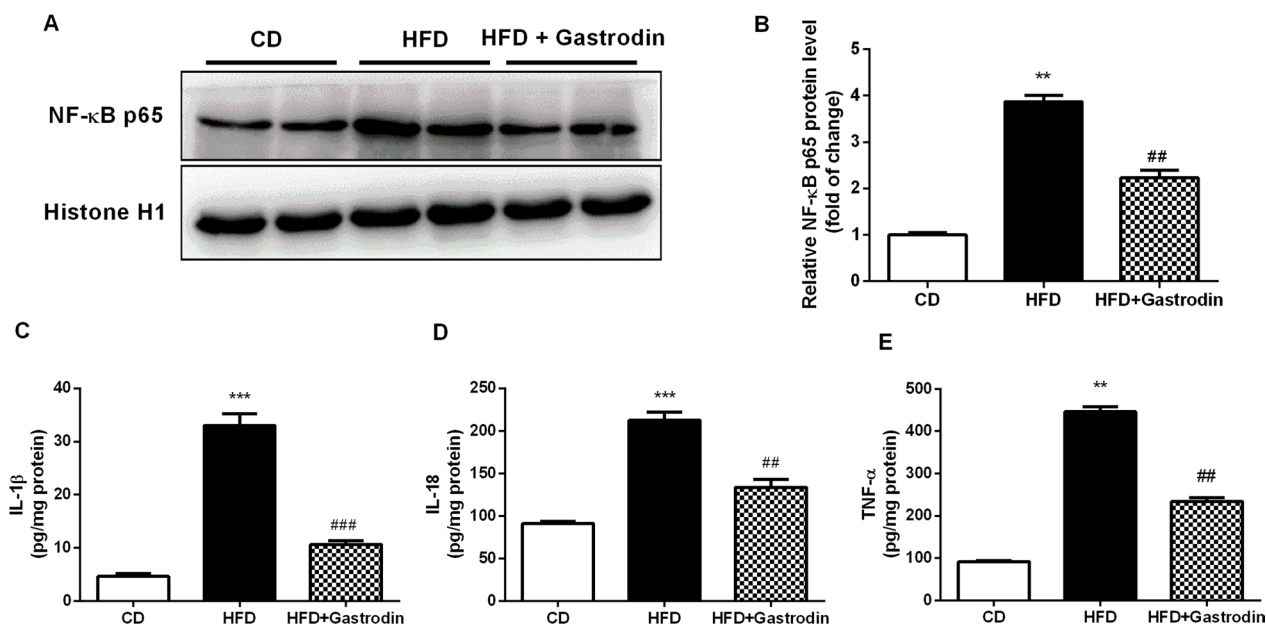 A
CD HFD HFD + Gastrodin
NF-κB p65
Histone H1
B
Relative NF-κB p65 protein level
(fold of change)
5
4
3
2
1
0
**
##
CD HFD HFD+Gastrodin
C
IL-1β
(pg/mg protein)
40
30
20
10
0
***
###
CD HFD HFD+Gastrodin
D
IL-18
(pg/mg protein)
250
200
150
100
50
0
***
##
CD HFD HFD+Gastrodin
E
TNF-α
(pg/mg protein)
500
400
300
200
100
0
**
##
CD HFD HFD+Gastrodin